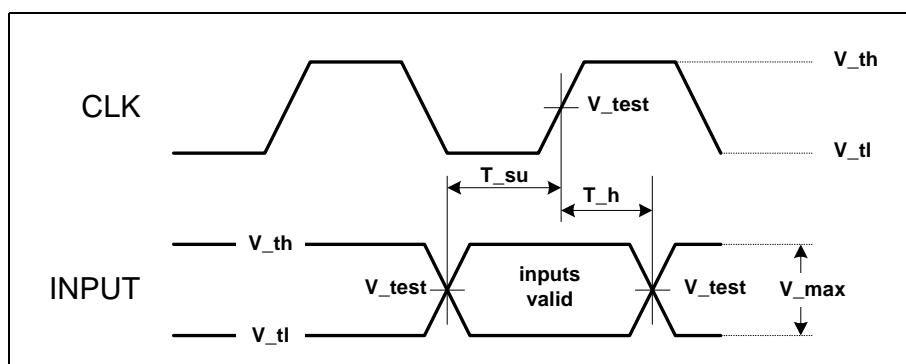 V_th
CLK
V_test
V_tl
T_su
T_h
V_th
INPUT
V_test
inputs
valid
V_test
V_max
V_tl